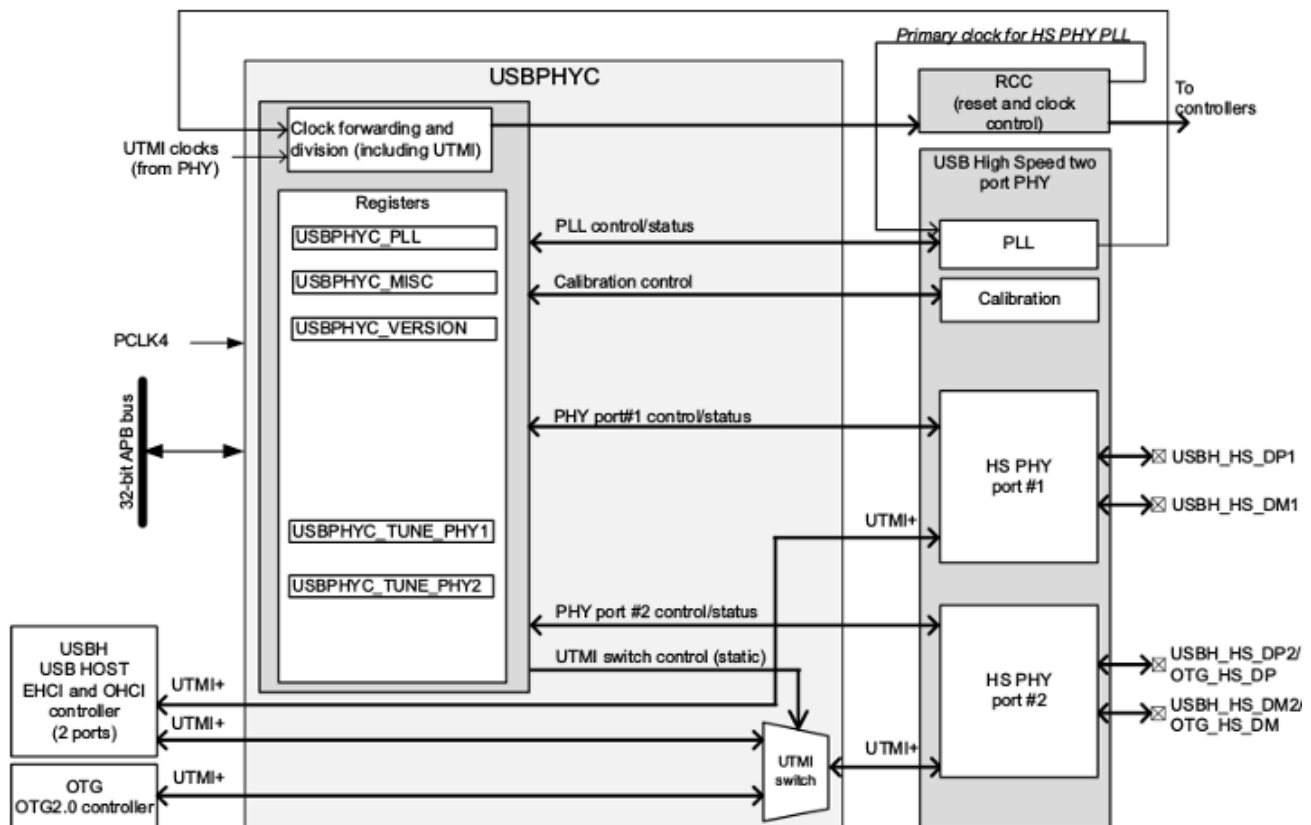 Primary clock for HS PHY PLL
USBPHYC
RCC
(reset and clock
control)
To
controllers
Clock forwarding and
division (including UTMI)
UTMI clocks
(from PHY)
USB High Speed two
port PHY
Registers
USBPHYC_PLL
PLL control/status
PLL
USBPHYC_MISC
Calibration control
Calibration
USBPHYC_VERSION
PCLK4
32-bit APB bus
PHY port#1 control/status
HS PHY
port #1
USBH_HS_DP1
USBH_HS_DM1
UTMI+
USBPHYC_TUNE_PHY1
USBPHYC_TUNE_PHY2
PHY port #2 control/status
UTMI switch control (static)
USBH
USB HOST
EHCI and OHCI
controller
(2 ports)
UTMI+
UTMI+
HS PHY
port #2
USBH_HS_DP2/
OTG_HS_DP
USBH_HS_DM2/
OTG_HS_DM
UTMI
switch
UTMI+
OTG
OTG2.0 controller
UTMI+